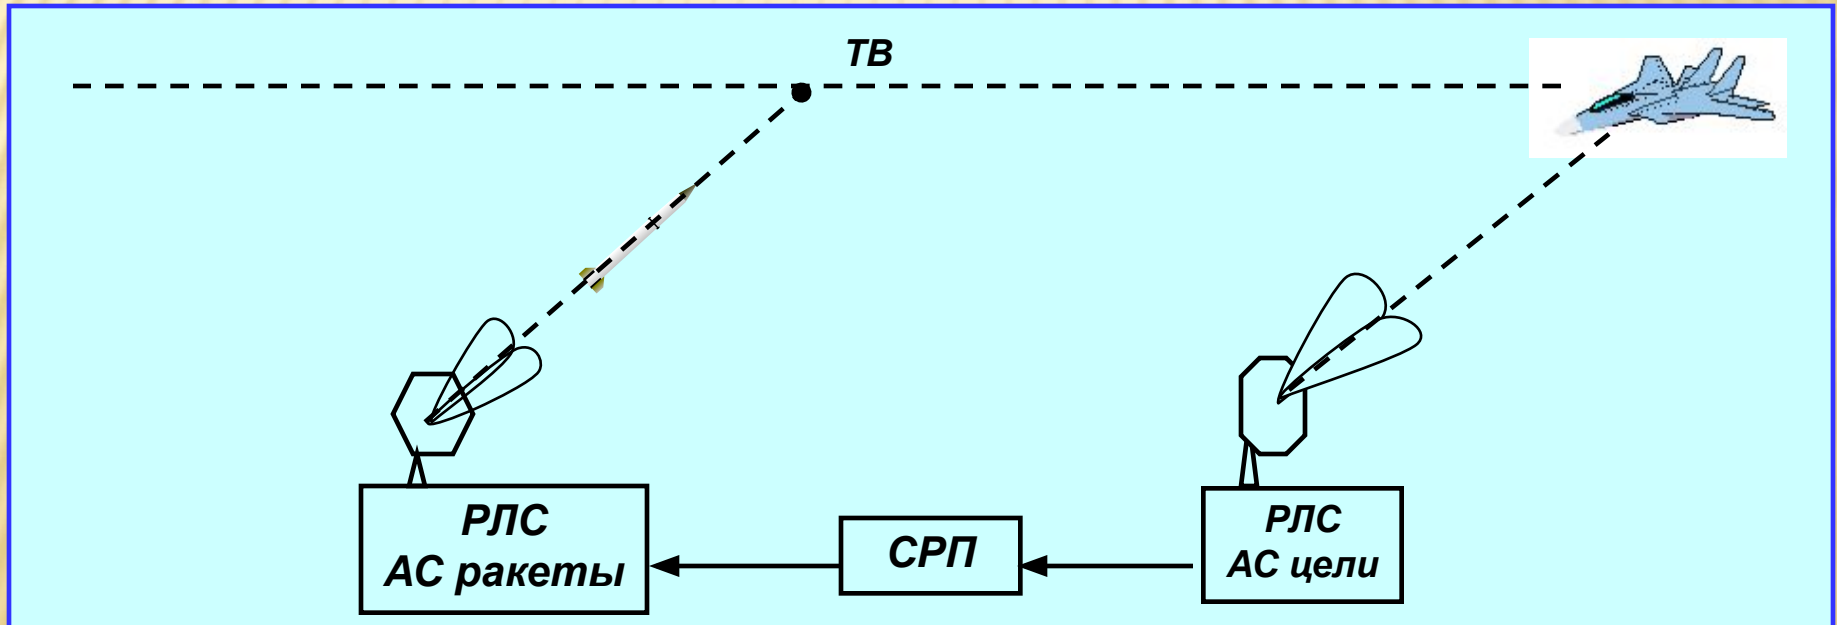 ТВ
РЛС
АС ракеты
СРП
РЛС
АС цели